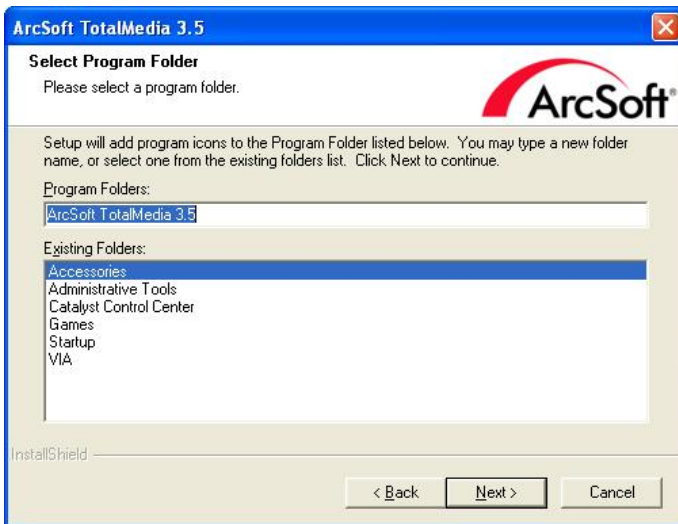 ArcSoft TotalMedia 3.5
Select Program Folder
Please select a program folder.
ArcSoft®
Setup will add program icons to the Program Folder listed below. You may type a new folder
name, or select one from the existing folders list. Click Next to continue.
Program Folders:
ArcSoft TotalMedia 3.5
Existing Folders:
Accessories
Administrative Tools
Catalyst Control Center
Games
Startup
VIA
InstallShield
< Back
Next >
Cancel